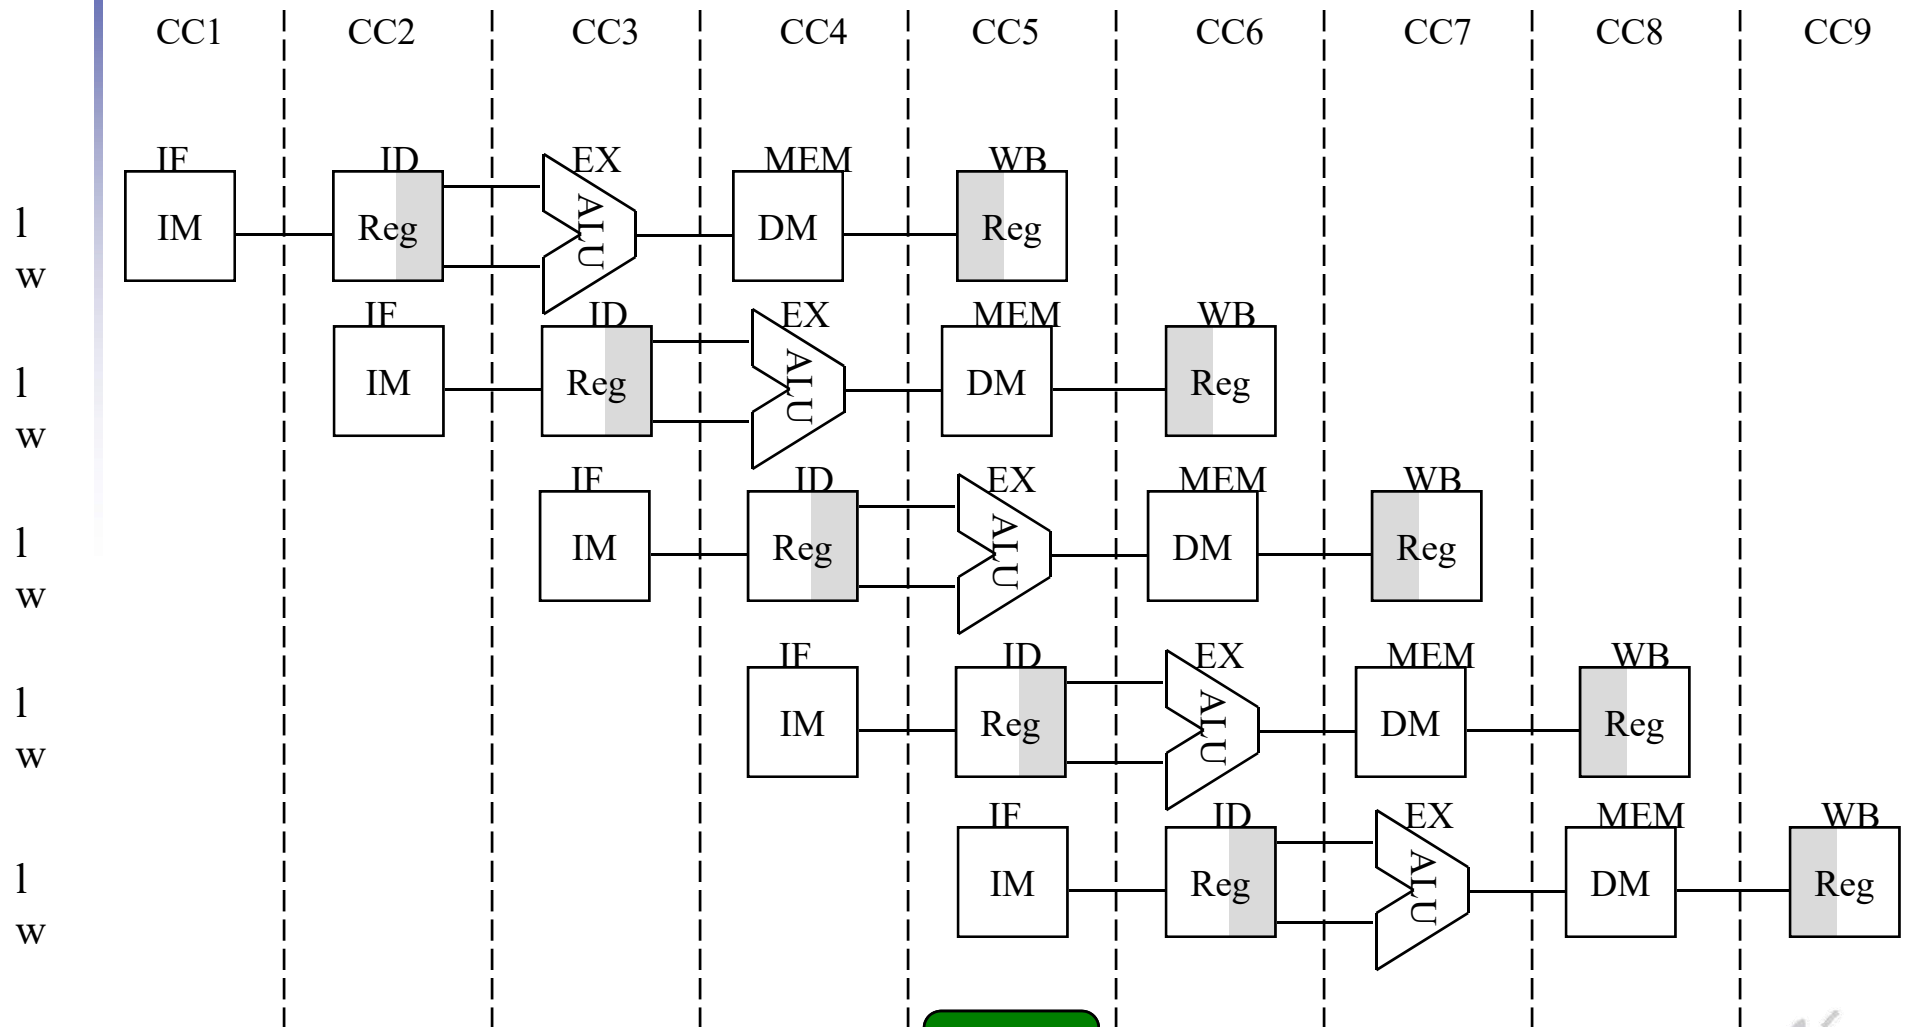 CC1 CC2 CC3 CC4 CC5 CC6 CC7 CC8 CC9
IF ID EX MEM WB
l
w
IM Reg ALU DM Reg
IF ID EX MEM WB
l
w
IM Reg ALU DM Reg
IF ID EX MEM WB
l
w
IM Reg ALU DM Reg
IF ID EX MEM WB
l
w
IM Reg ALU DM Reg
IF ID EX MEM WB
l
w
IM Reg ALU DM Reg